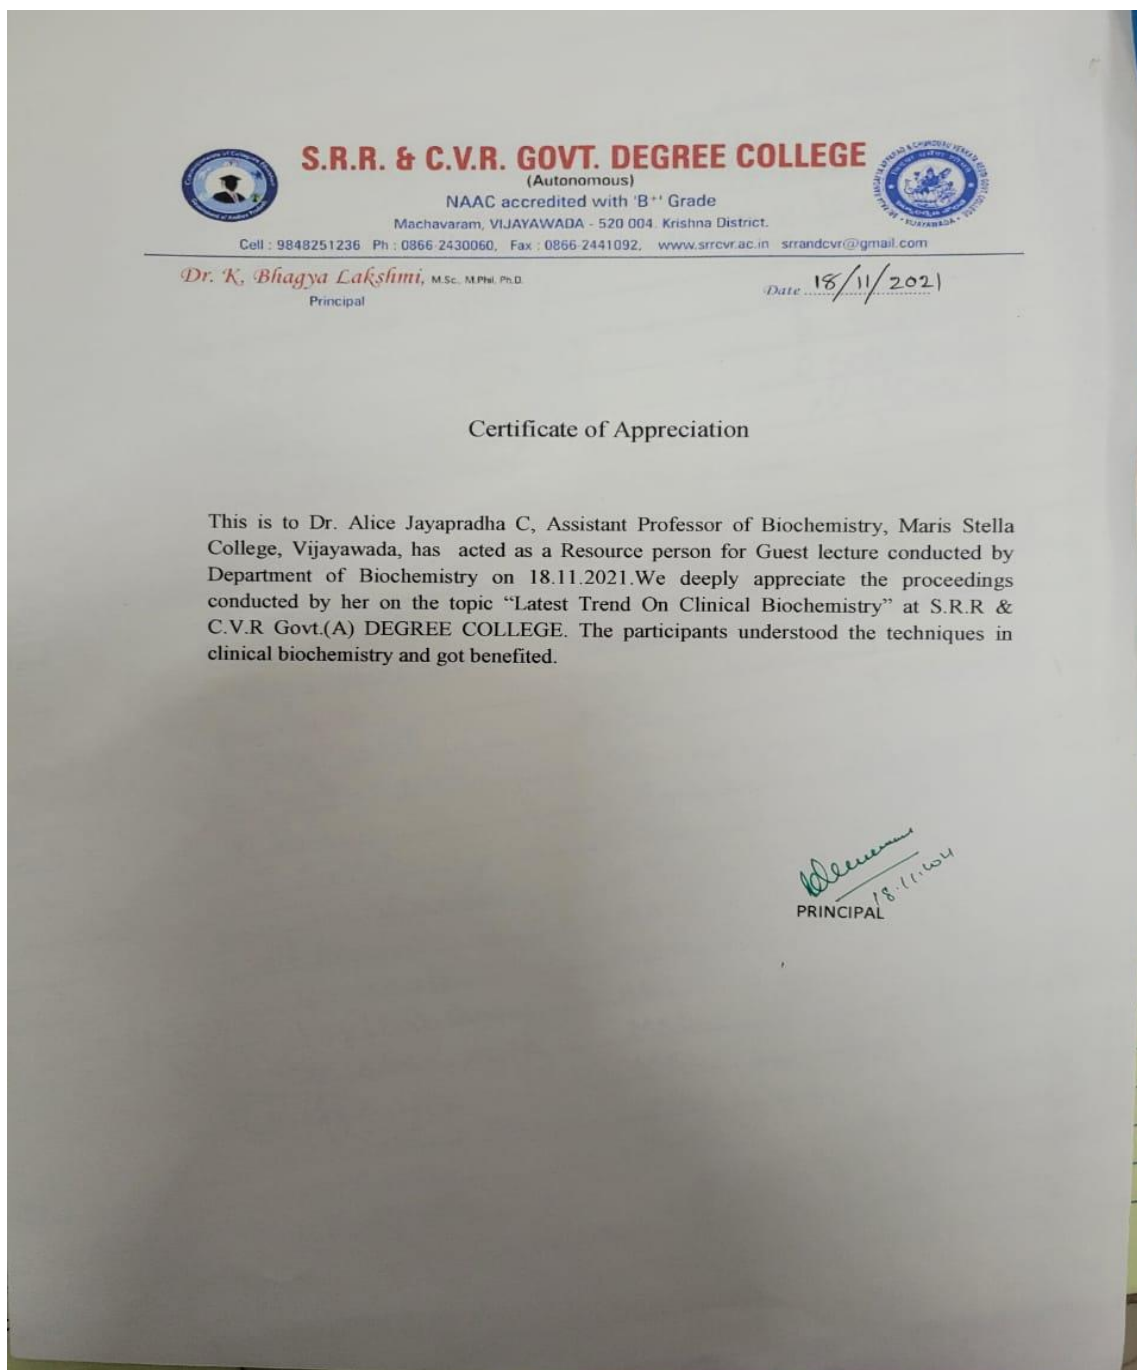 S.R.R. & C.V.R. GOVT. DEGREE COLLEGE
(Autonomous)
NAAC accredited with 'B++' Grade
Machavaram, VIJAYAWADA - 520 004. Krishna District.
Cell : 9848251236 Ph : 0866-2430060, Fax : 0866-2441092, www.srrcvr.ac.in srrandcvr@gmail.com
Dr. K, Bhagya Lakshmi, M.Sc., M.Phil, Ph.D.
Principal
Date 18/11/2021
Certificate of Appreciation
This is to Dr. Alice Jayapradha C, Assistant Professor of Biochemistry, Maris Stella
College, Vijayawada, has acted as a Resource person for Guest lecture conducted by
Department of Biochemistry on 18.11.2021.We deeply appreciate the proceedings
conducted by her on the topic “Latest Trend On Clinical Biochemistry” at S.R.R &
C.V.R Govt.(A) DEGREE COLLEGE. The participants understood the techniques in
clinical biochemistry and got benefited.
PRINCIPAL